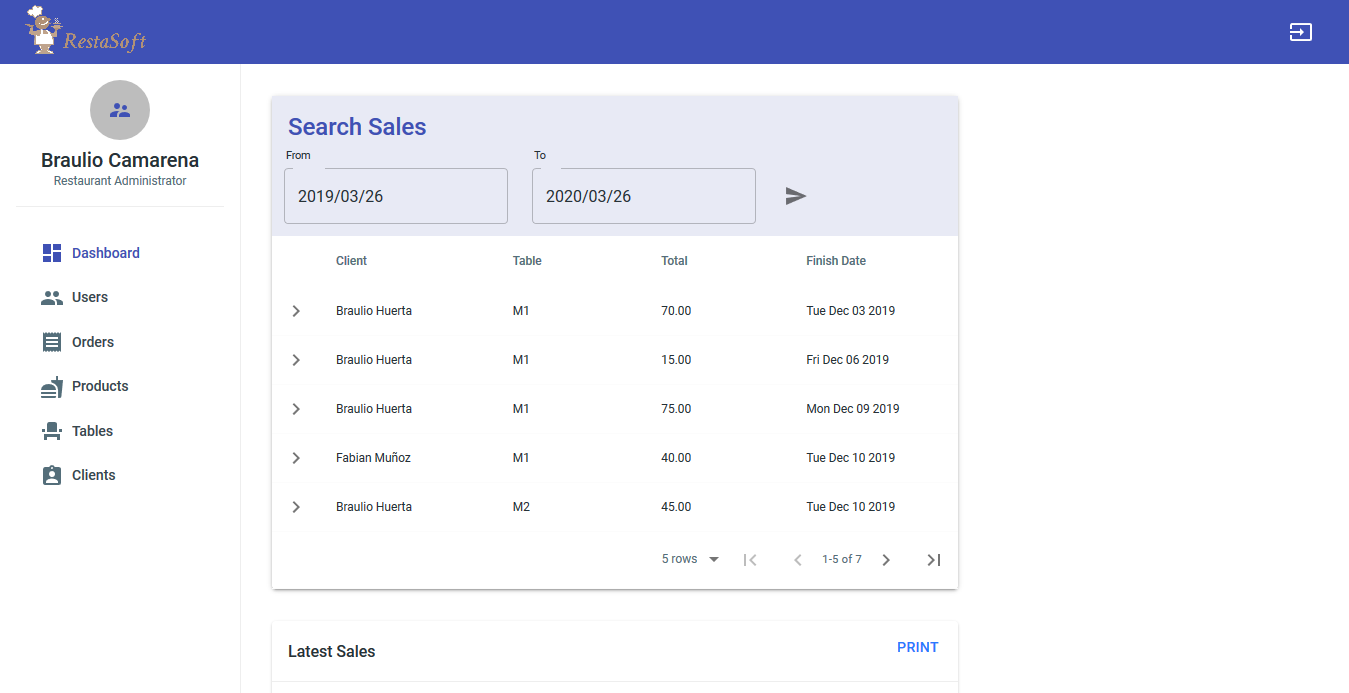 RestaSoft
Braulio Camarena
Restaurant Administrator
Dashboard
Users
Orders
Products
Tables
Clients
Search Sales
From To
2019/03/26 2020/03/26
Client Table Total Finish Date
Braulio Huerta M1 70.00 Tue Dec 03 2019
Braulio Huerta M1 15.00 Fri Dec 06 2019
Braulio Huerta M1 75.00 Mon Dec 09 2019
Fabian Muñoz M1 40.00 Tue Dec 10 2019
Braulio Huerta M2 45.00 Tue Dec 10 2019
5 rows 1-5 of 7
Latest Sales PRINT